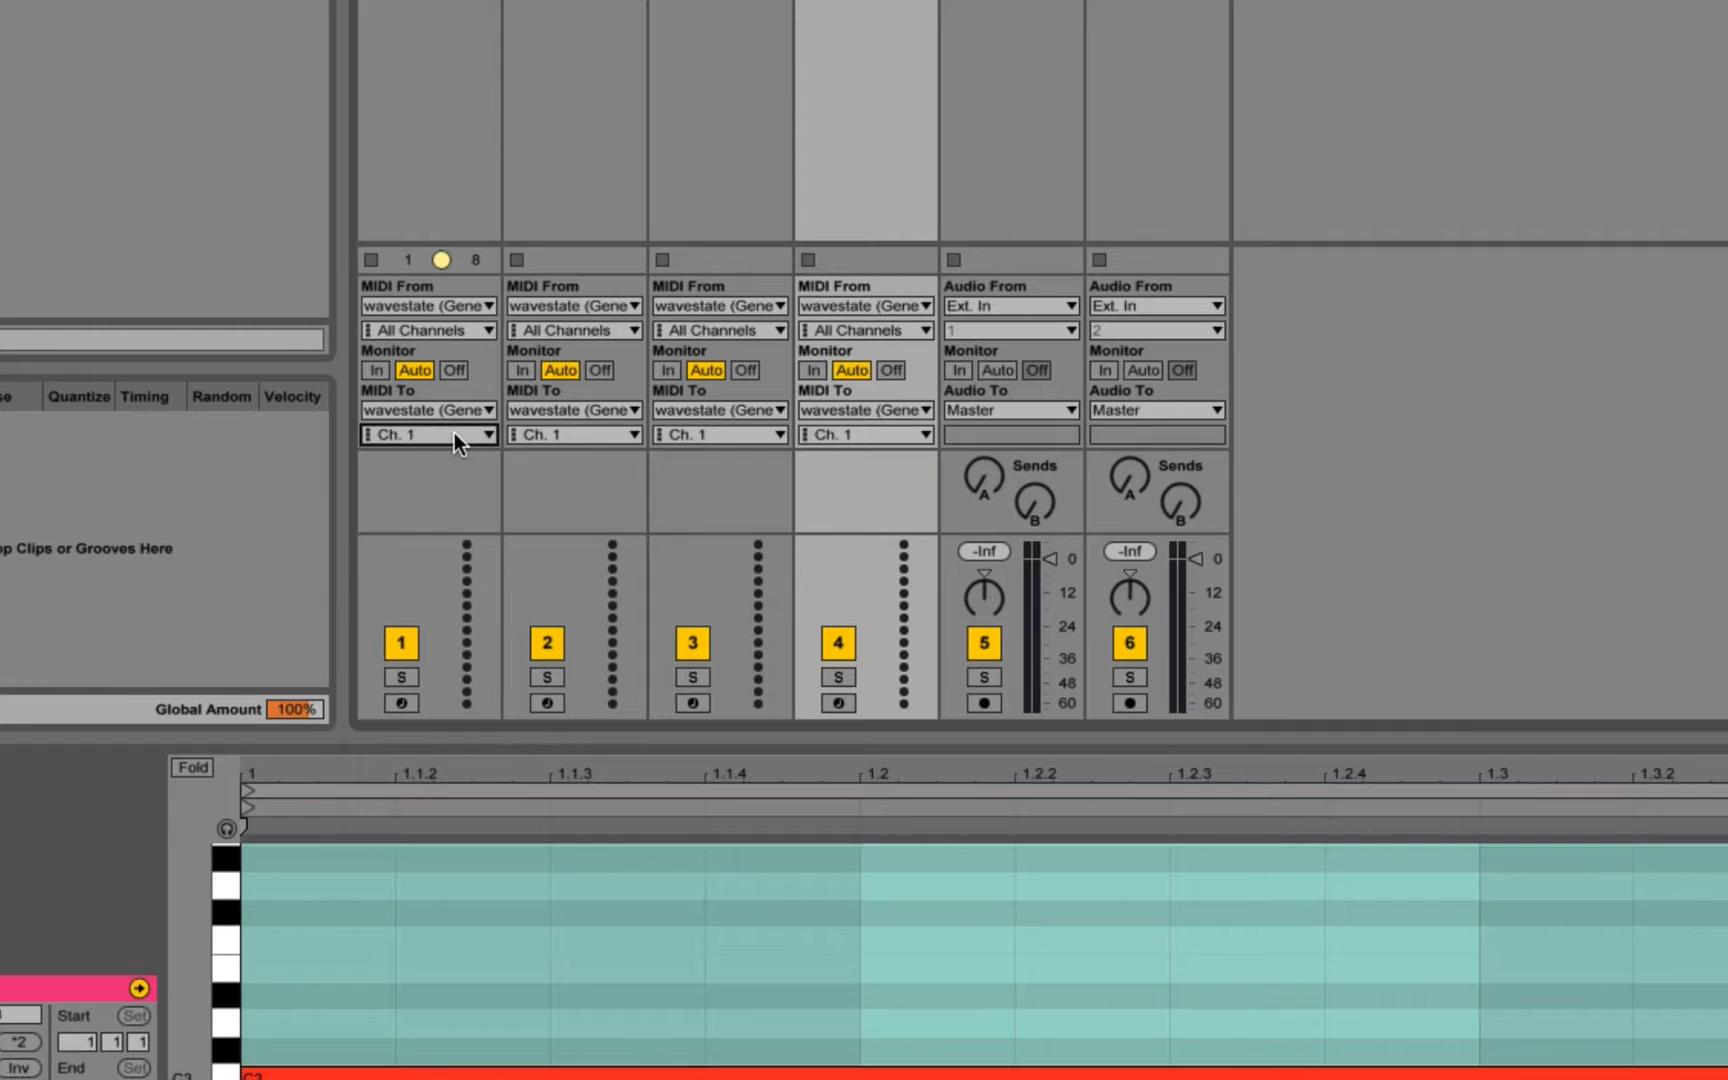 1 8
MIDI From MIDI From MIDI From MIDI From Audio From Audio From
wavestate (Gene wavestate (Gene wavestate (Gene wavestate (Gene Ext. In Ext. In
All Channels All Channels All Channels All Channels 1 2
Monitor Monitor Monitor Monitor Monitor Monitor
In Auto Off In Auto Off In Auto Off In Auto Off In Auto Off In Auto Off
MIDI To MIDI To MIDI To MIDI To Audio To Audio To
wavestate (Gene wavestate (Gene wavestate (Gene wavestate (Gene Master Master
Ch. 1 Ch. 1 Ch. 1 Ch. 1
se Quantize Timing Random Velocity
Sends Sends
A A
B B
op Clips or Grooves Here
-Inf 0 -Inf 0
12 12
24 24
1 2 3 4 5 6
36 36
S S S S S S
48 48
60 60
Global Amount 100%
Fold 1 1.1.2 1.1.3 1.1.4 1.2 1.2.2 1.2.3 1.2.4 1.3 1.3.2
Start Set
*2 1 1 1
Inv End Set
C3 C3